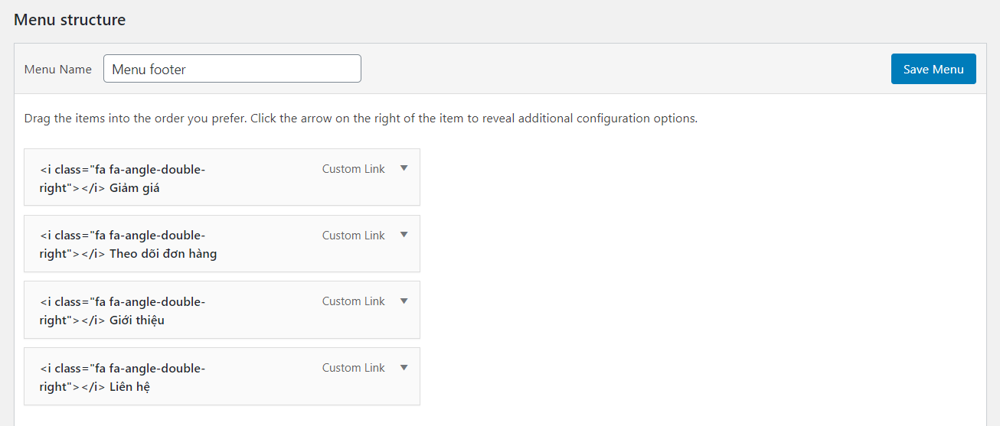 Menu structure
Menu Name Menu footer Save Menu
Drag the items into the order you prefer. Click the arrow on the right of the item to reveal additional configuration options.
<i class="fa fa-angle-double- Custom Link
right"></i> Giảm giá
<i class="fa fa-angle-double- Custom Link
right"></i> Theo dõi đơn hàng
<i class="fa fa-angle-double- Custom Link
right"></i> Giới thiệu
<i class="fa fa-angle-double- Custom Link
right"></i> Liên hệ